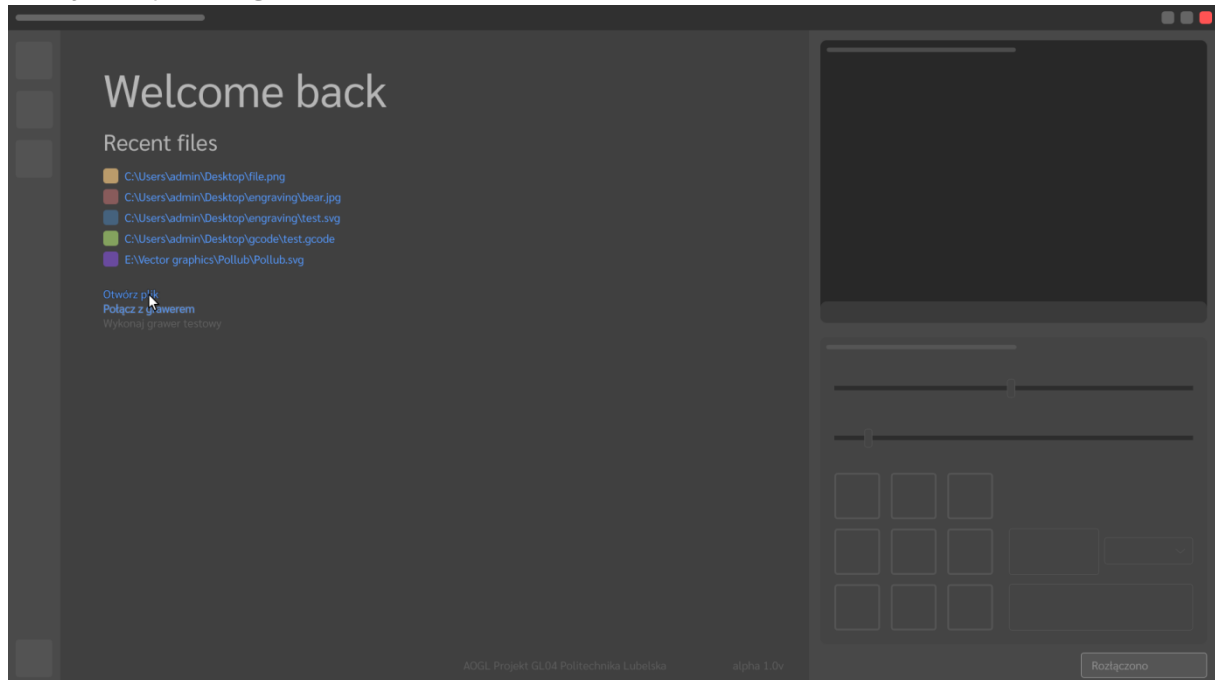 Welcome back
Recent files
C:\Users\admin\Desktop\file.png
C:\Users\admin\Desktop\engraving\bear.jpg
C:\Users\admin\Desktop\engraving\test.svg
C:\Users\admin\Desktop\gcode\test.gcode
E:\Vector graphics\Pollub\Pollub.svg
Otwórz plik
Połącz z grawerem
Wykonaj grawer testowy
AOGL Projekt GL04 Politechnika Lubelska alpha 1.0v
Rozłączono